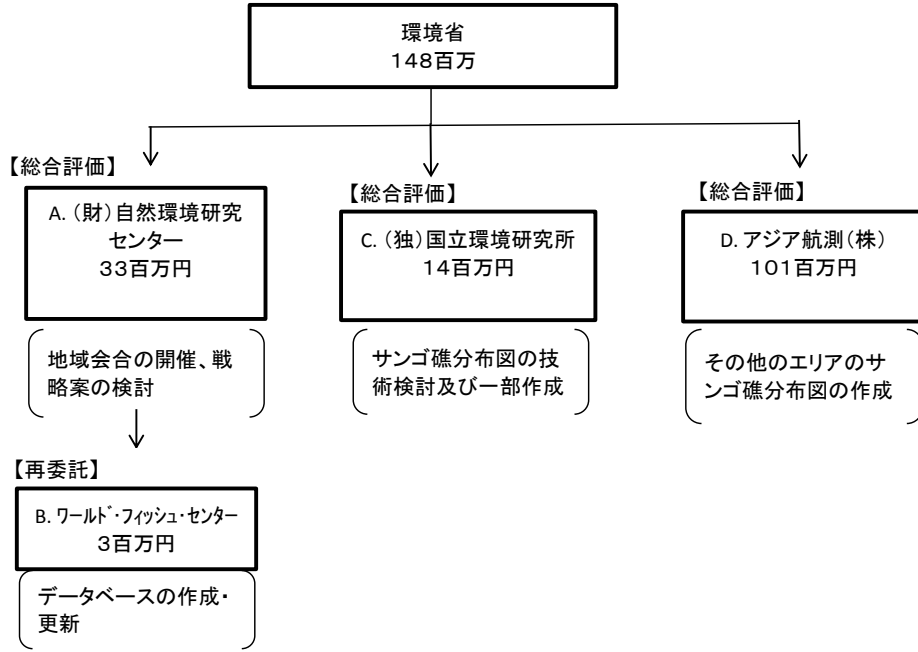 環境省
148百万
【総合評価】
A.（財）自然環境研究
センター
33百万円
地域会合の開催、戦
略案の検討
【再委託】
B. ﾜｰﾙﾄﾞ・ﾌｨｯｼｭ・ｾﾝﾀｰ
3百万円
データベースの作成・
更新
【総合評価】
C.（独）国立環境研究所
14百万円
サンゴ礁分布図の技
術検討及び一部作成
【総合評価】
D. アジア航測（株）
101百万円
その他のエリアのサ
ンゴ礁分布図の作成